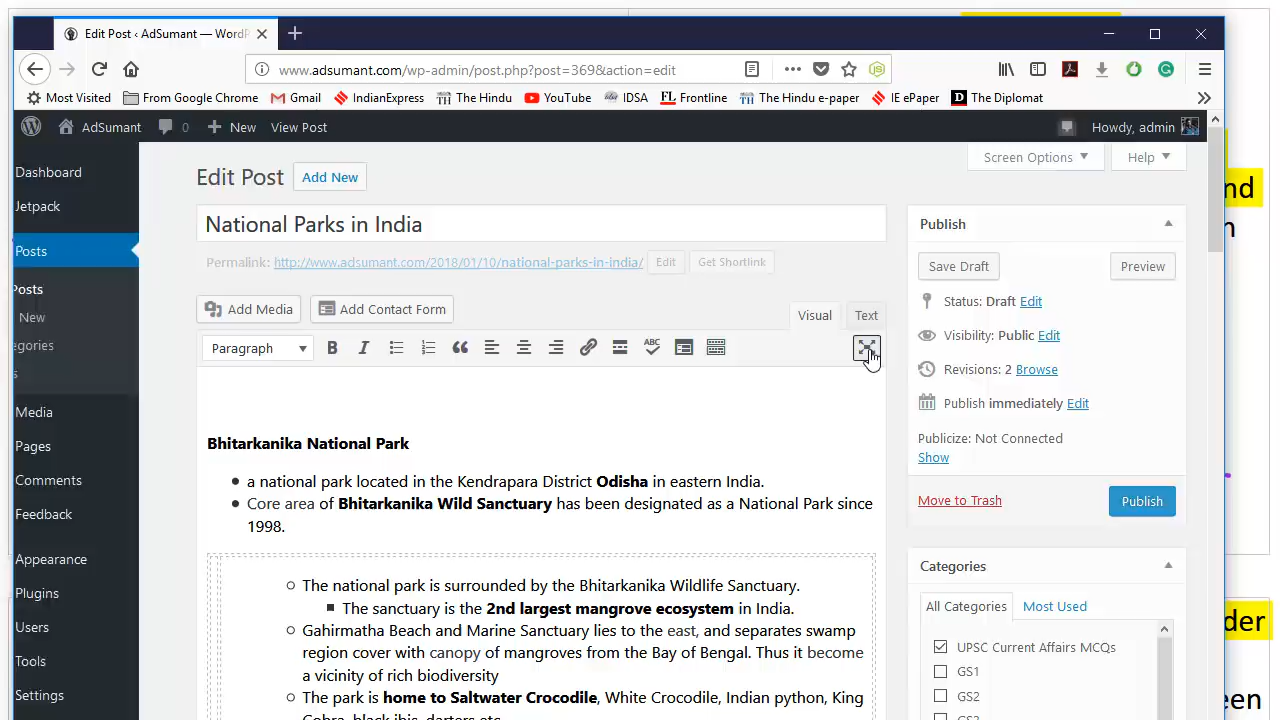 Edit Post ‹ AdSumant — WordP
www.adsumant.com/wp-admin/post.php?post=369&action=edit
Most Visited From Google Chrome Gmail IndianExpress The Hindu YouTube IDSA Frontline The Hindu e-paper IE ePaper The Diplomat
AdSumant 0 New View Post Howdy, admin
Screen Options Help
Dashboard
Jetpack
Posts
Posts
New
egories
s
Media
Pages
Comments
Feedback
Appearance
Plugins
Users
Tools
Settings
Edit Post Add New
National Parks in India
Permalink: http://www.adsumant.com/2018/01/10/national-parks-in-india/ Edit Get Shortlink
Add Media Add Contact Form Visual Text
Paragraph B I ABC
Bhitarkanika National Park
a national park located in the Kendrapara District Odisha in eastern India.
Core area of Bhitarkanika Wild Sanctuary has been designated as a National Park since
1998.
The national park is surrounded by the Bhitarkanika Wildlife Sanctuary.
The sanctuary is the 2nd largest mangrove ecosystem in India.
Gahirmatha Beach and Marine Sanctuary lies to the east, and separates swamp
region cover with canopy of mangroves from the Bay of Bengal. Thus it become
a vicinity of rich biodiversity
The park is home to Saltwater Crocodile, White Crocodile, Indian python, King
Cobra, black ibis, darters etc
Publish
Save Draft Preview
Status: Draft Edit
Visibility: Public Edit
Revisions: 2 Browse
Publish immediately Edit
Publicize: Not Connected
Show
Move to Trash Publish
Categories
All Categories Most Used
UPSC Current Affairs MCQs
GS1
GS2
nd
n
der
een